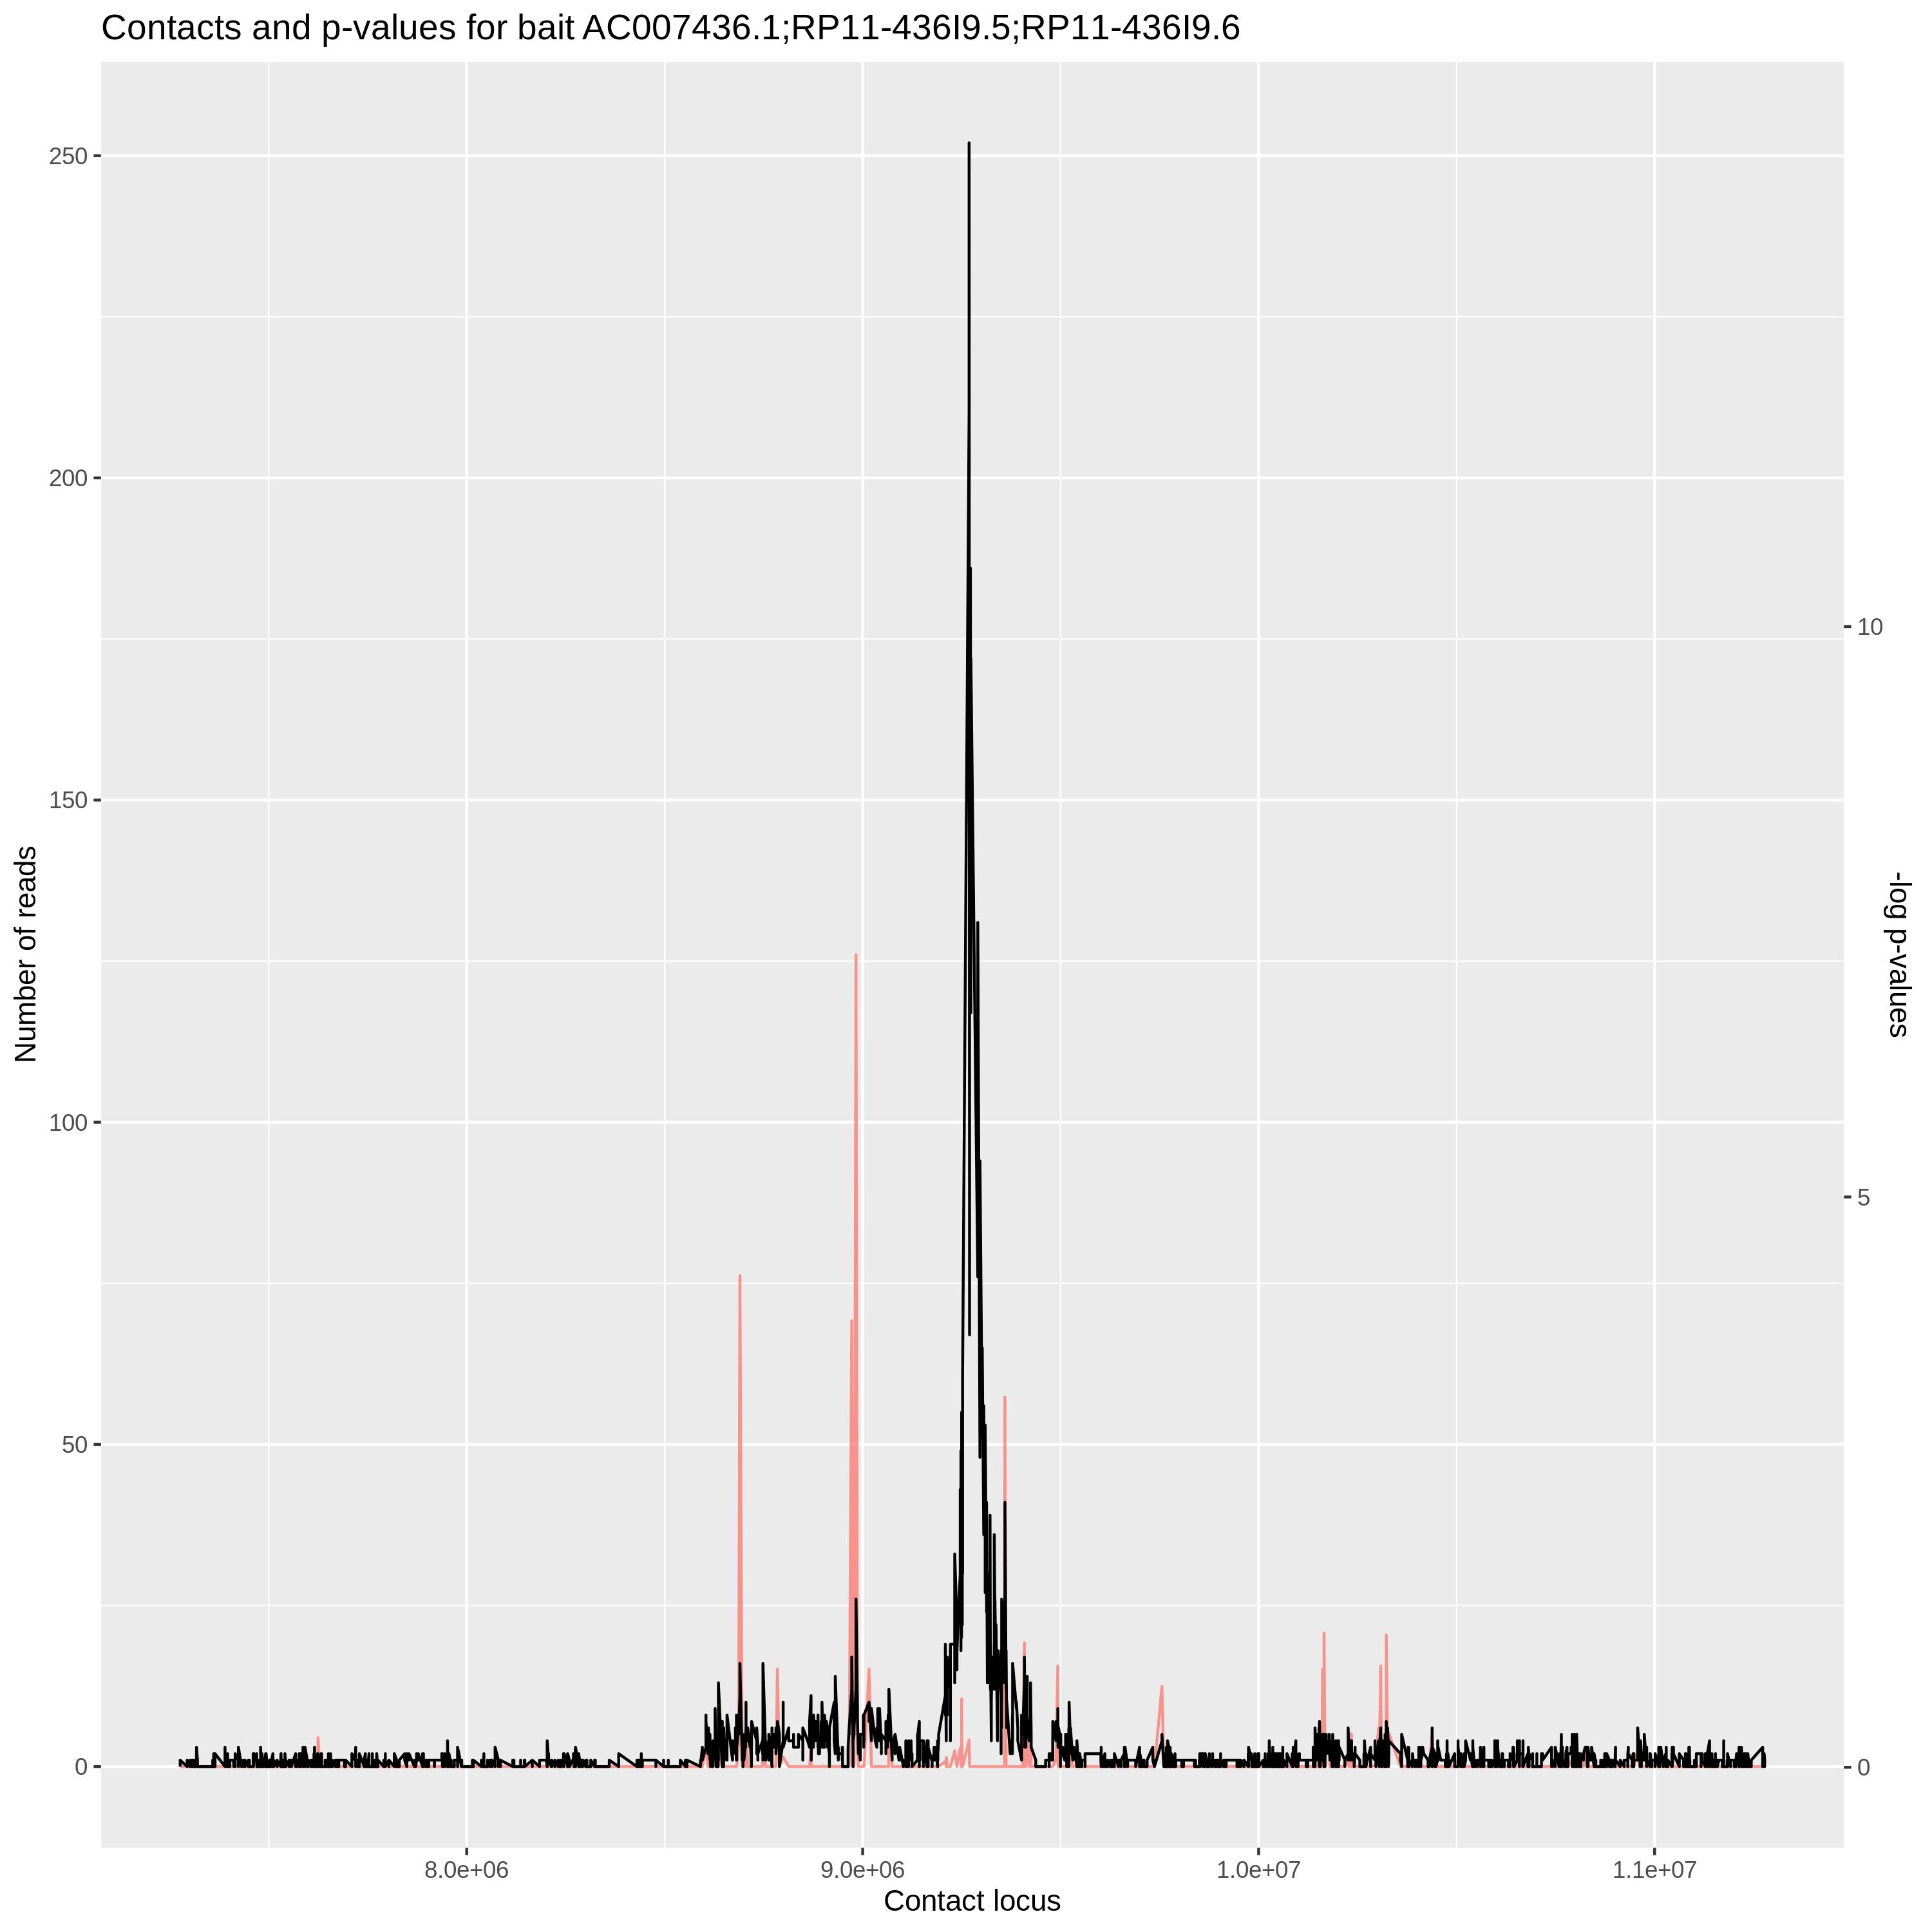 Contacts and p-values for bait AC007436.1;RP11-436I9.5;RP11-436I9.6
250
200
150
100
50
0
Number of reads
10
5
0
-log p-values
8.0e+06
9.0e+06
1.0e+07
1.1e+07
Contact locus